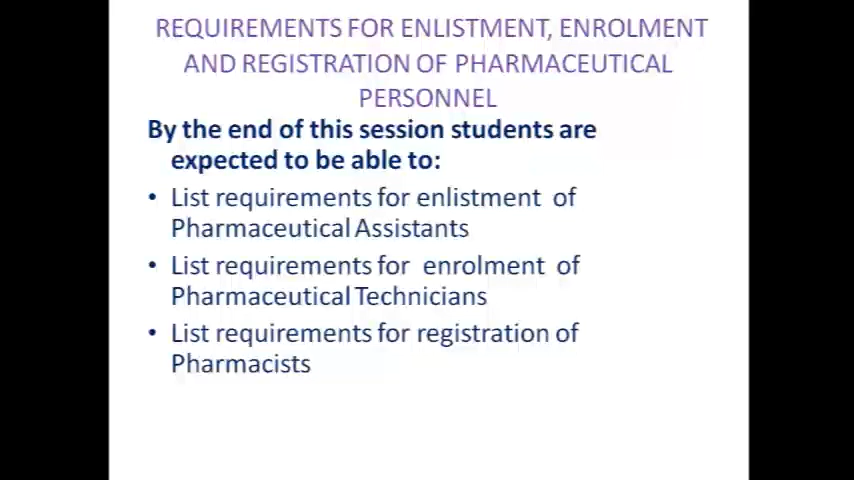 REQUIREMENTS FOR ENLISTMENT, ENROLMENT
AND REGISTRATION OF PHARMACEUTICAL
PERSONNEL
By the end of this session students are
expected to be able to:
• List requirements for enlistment of
Pharmaceutical Assistants
• List requirements for enrolment of
Pharmaceutical Technicians
• List requirements for registration of
Pharmacists